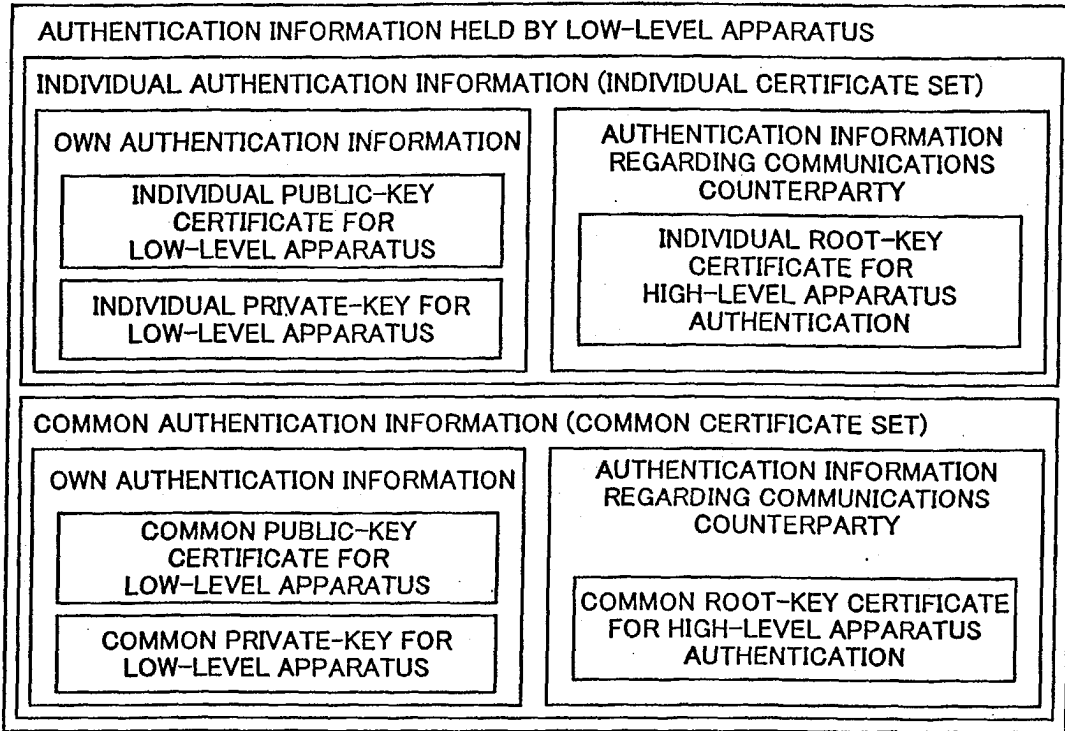 AUTHENTICATION INFORMATION HELD BY LOW-LEVEL APPARATUS
INDIVIDUAL AUTHENTICATION INFORMATION (INDIVIDUAL CERTIFICATE SET)
OWN AUTHENTICATION INFORMATION
INDIVIDUAL PUBLIC-KEY
CERTIFICATE FOR
LOW-LEVEL APPARATUS
INDIVIDUAL PRIVATE-KEY FOR
LOW-LEVEL APPARATUS
AUTHENTICATION INFORMATION
REGARDING COMMUNICATIONS
COUNTERPARTY
INDIVIDUAL ROOT-KEY
CERTIFICATE FOR
HIGH-LEVEL APPARATUS
AUTHENTICATION
COMMON AUTHENTICATION INFORMATION (COMMON CERTIFICATE SET)
OWN AUTHENTICATION INFORMATION
COMMON PUBLIC-KEY
CERTIFICATE FOR
LOW-LEVEL APPARATUS
COMMON PRIVATE-KEY FOR
LOW-LEVEL APPARATUS
AUTHENTICATION INFORMATION
REGARDING COMMUNICATIONS
COUNTERPARTY
COMMON ROOT-KEY CERTIFICATE
FOR HIGH-LEVEL APPARATUS
AUTHENTICATION